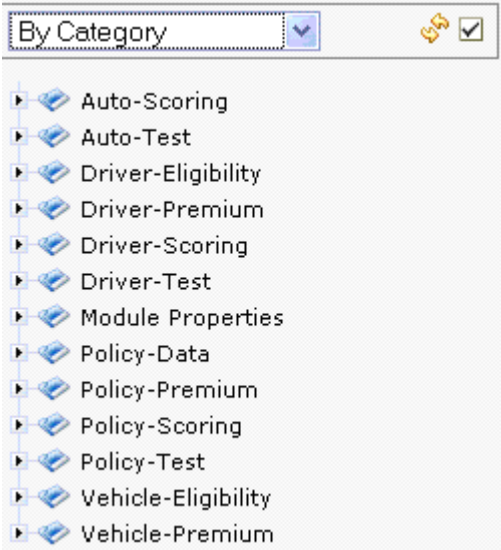 By Category
Auto-Scoring
Auto-Test
Driver-Eligibility
Driver-Premium
Driver-Scoring
Driver-Test
Module Properties
Policy-Data
Policy-Premium
Policy-Scoring
Policy-Test
Vehicle-Eligibility
Vehicle-Premium